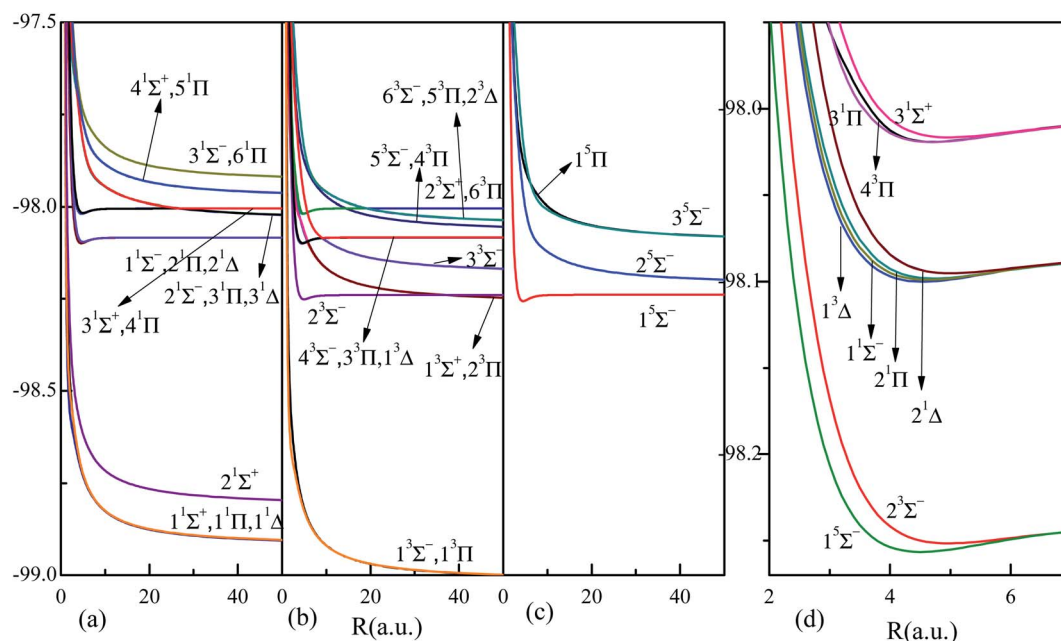 -97.5
-98.0
-98.5
-99.0
4¹Σ⁺,5¹Π
3¹Σ⁻,6¹Π
1¹Σ⁻,2¹Π,2¹Δ
2¹Σ⁻,3¹Π,3¹Δ
3¹Σ⁺,4¹Π
2¹Σ⁺
1¹Σ⁺,1¹Π,1¹Δ
0 20 40
(a)
6³Σ⁻,5³Π,2³Δ
5³Σ⁻,4³Π
2³Σ⁺,6³Π
3³Σ⁻
2³Σ⁻
4³Σ⁻,3³Π,1³Δ
1³Σ⁺,2³Π
1³Σ⁻,1³Π
0 20 40
(b)
R(a.u.)
1⁵Π
3⁵Σ⁻
2⁵Σ⁻
1⁵Σ⁻
0 20 40
(c)
-98.0
-98.1
-98.2
3¹Π
3¹Σ⁺
4³Π
1³Δ
1¹Σ⁻
2¹Π
2¹Δ
2³Σ⁻
1⁵Σ⁻
2 4 6
(d)
R(a.u.)